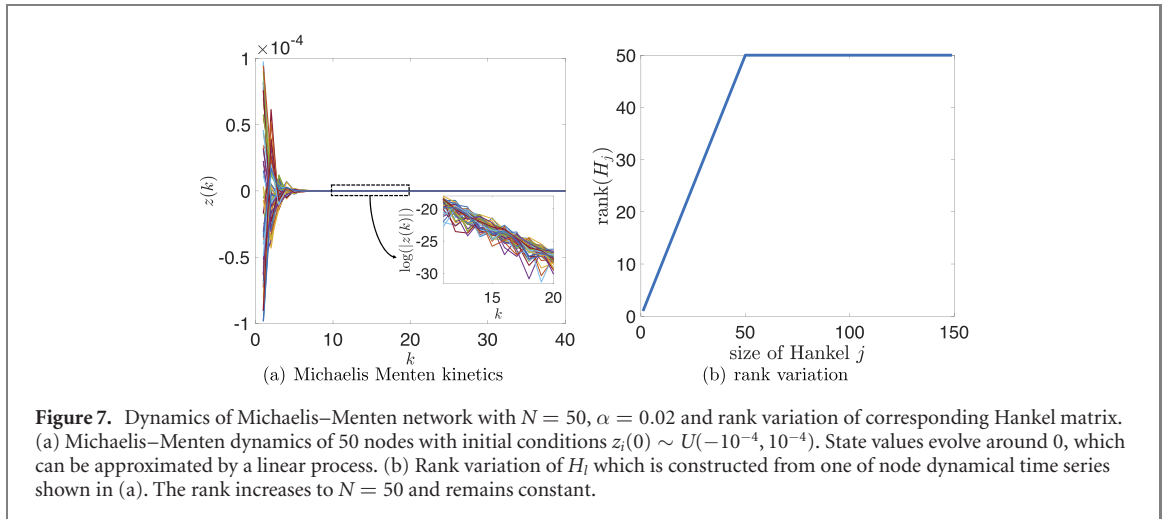 ×10⁻⁴
1
0.5
0
-0.5
-1
z(k)
0 10 20 30 40
k
-20
-25
-30
log(|z(k)|)
15 20
k
(a) Michaelis Menten kinetics
50
40
30
20
10
0
rank(H_j)
0 50 100 150
size of Hankel j
(b) rank variation
Figure 7. Dynamics of Michaelis–Menten network with N = 50, α = 0.02 and rank variation of corresponding Hankel matrix.
(a) Michaelis–Menten dynamics of 50 nodes with initial conditions z_i(0) ∼ U(−10⁻⁴, 10⁻⁴). State values evolve around 0, which
can be approximated by a linear process. (b) Rank variation of H_l which is constructed from one of node dynamical time series
shown in (a). The rank increases to N = 50 and remains constant.